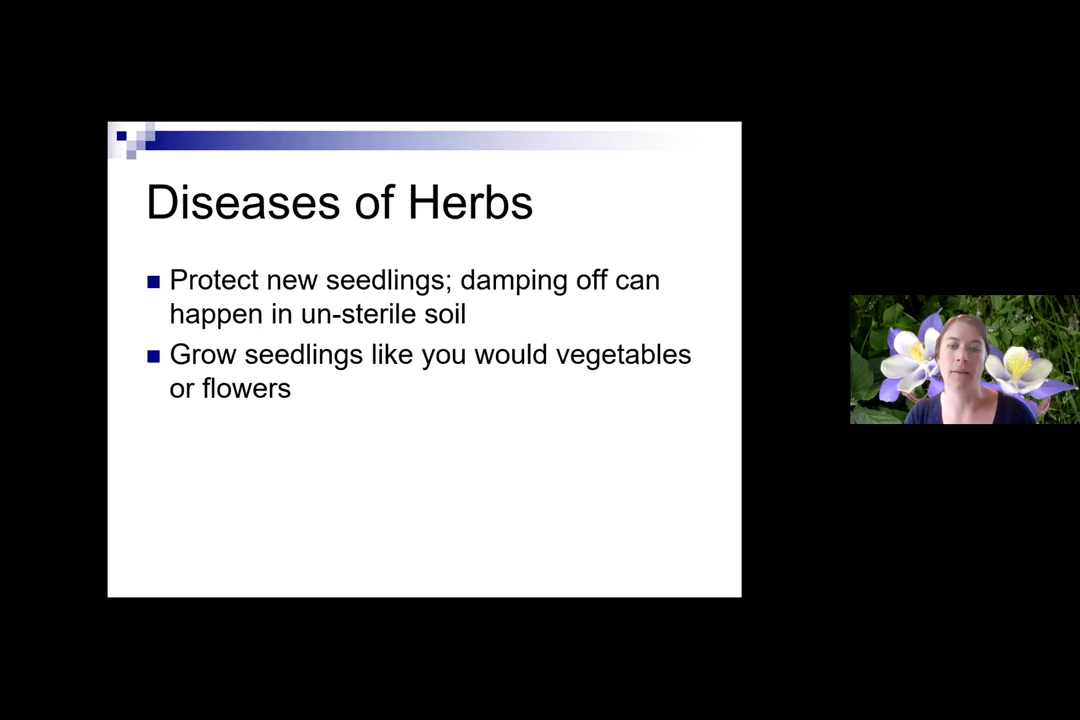 Diseases of Herbs
Protect new seedlings; damping off can
happen in un-sterile soil
Grow seedlings like you would vegetables
or flowers